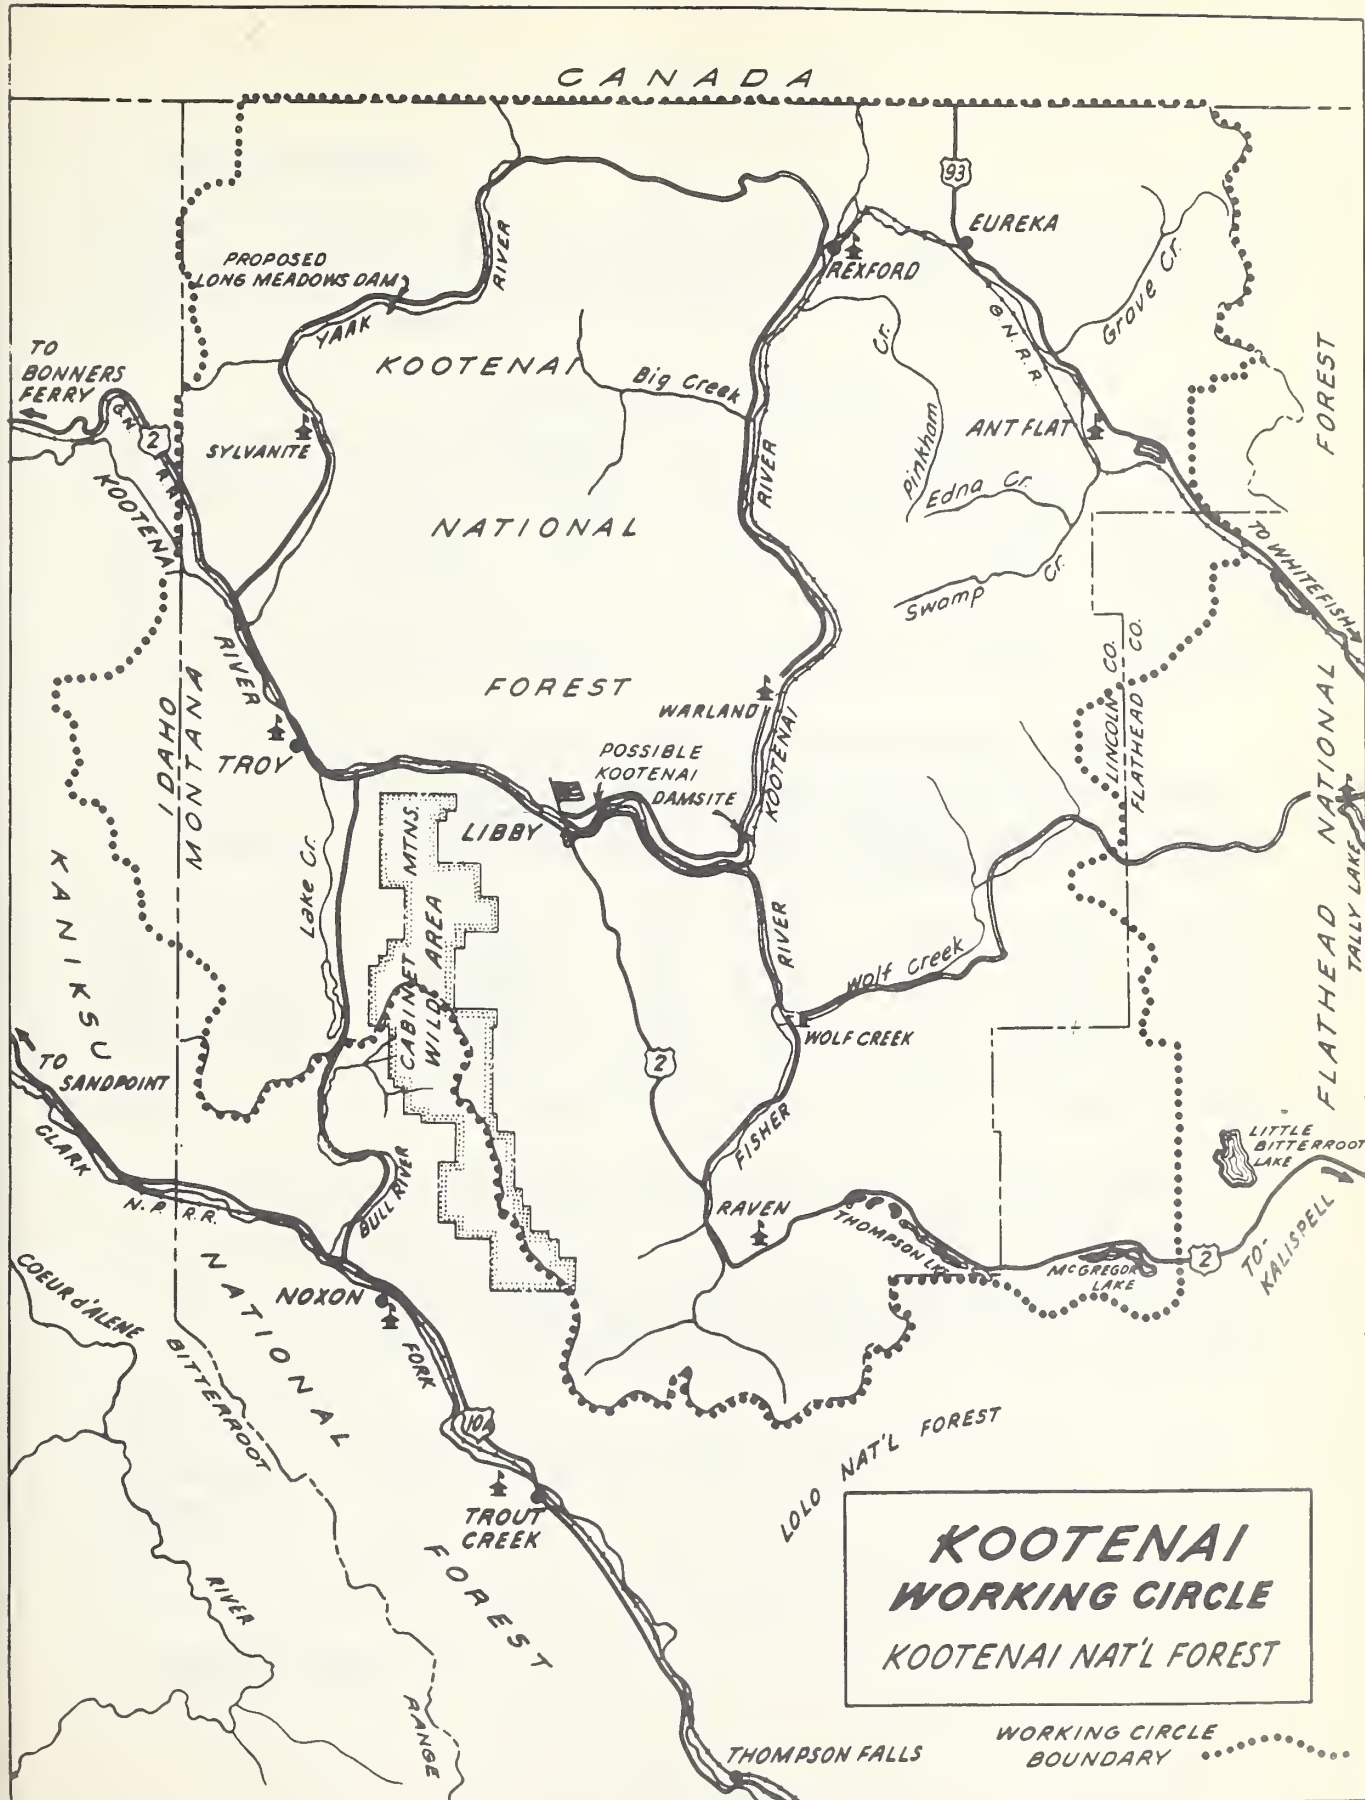 CANADA
93
EUREKA
PROPOSED
LONG MEADOWS DAM
RIVER
REXFORD
Grove Cr.
YAAK
G.N.R.R.
TO
BONNERS
FERRY
KOOTENAI
Big Creek
Cr.
Pinkham
FOREST
G.N.
2
R.R.
SYLVANITE
ANT FLAT
RIVER
KOOTENAI
Edna Cr.
NATIONAL
TO WHITEFISH
Swamp Cr.
RIVER
FOREST
IDAHO
MONTANA
WARLAND
LINCOLN CO.
FLATHEAD CO.
NATIONAL
TROY
POSSIBLE
KOOTENAI
DAMSITE
KOOTENAI
LIBBY
MTNS.
KANIKSU
Lake Cr.
CABINET
WILD AREA
RIVER
Wolf Creek
FLATHEAD
TALLY LAKE
WOLF CREEK
TO
SANDPOINT
2
CLARK
FISHER
LITTLE
BITTERROOT
LAKE
N.P. R.R.
BULL RIVER
RAVEN
THOMPSON LKS.
McGREGOR
LAKE
2
TO-
KALISPELL
COEUR d'ALENE
NOXON
NATIONAL
BITTERROOT
FORK
10A
TROUT
CREEK
LOLO NAT'L FOREST
FOREST
RIVER
RANGE
KOOTENAI
WORKING CIRCLE
KOOTENAI NAT'L FOREST
THOMPSON FALLS
WORKING CIRCLE
BOUNDARY